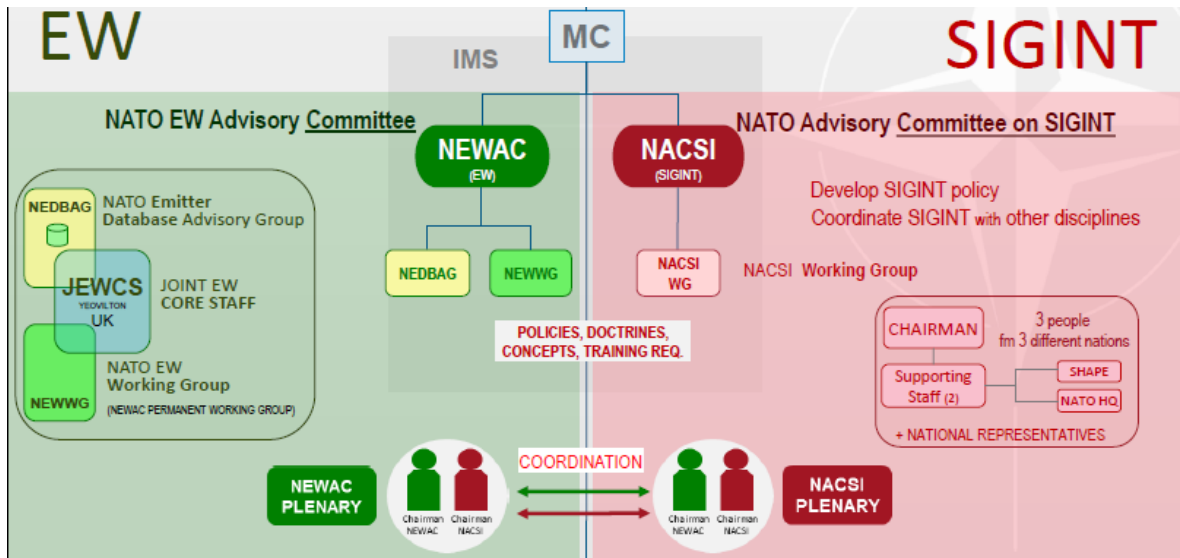 EW
IMS
MC
SIGINT
NATO EW Advisory Committee
NATO Advisory Committee on SIGINT
NEWAC
(EW)
NACSI
(SIGINT)
NEDBAG
NATO Emitter
Database Advisory Group
JEWCS
YEOVILTON
UK
JOINT EW
CORE STAFF
NATO EW
Working Group
(NEWAC PERMANENT WORKING GROUP)
NEWWG
NEDBAG
NEWWG
NACSI
WG
Develop SIGINT policy
Coordinate SIGINT with other disciplines
NACSI Working Group
POLICIES, DOCTRINES,
CONCEPTS, TRAINING REQ.
CHAIRMAN
3 people
fm 3 different nations
Supporting
Staff (2)
SHAPE
NATO HQ
+ NATIONAL REPRESENTATIVES
NEWAC
PLENARY
Chairman
NEWAC
Chairman
NACSI
COORDINATION
Chairman
NEWAC
Chairman
NACSI
NACSI
PLENARY